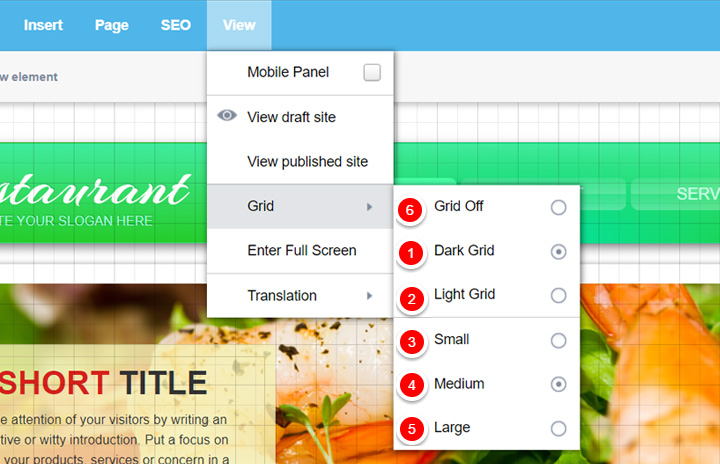 Insert Page SEO View
w element
Mobile Panel
View draft site
View published site
Grid
Enter Full Screen
Translation
6 Grid Off
1 Dark Grid
2 Light Grid
3 Small
4 Medium
5 Large
staurant
TE YOUR SLOGAN HERE
SERV
SHORT TITLE
e attention of your visitors by writing an
tive or witty introduction. Put a focus on
your products, services or concern in a